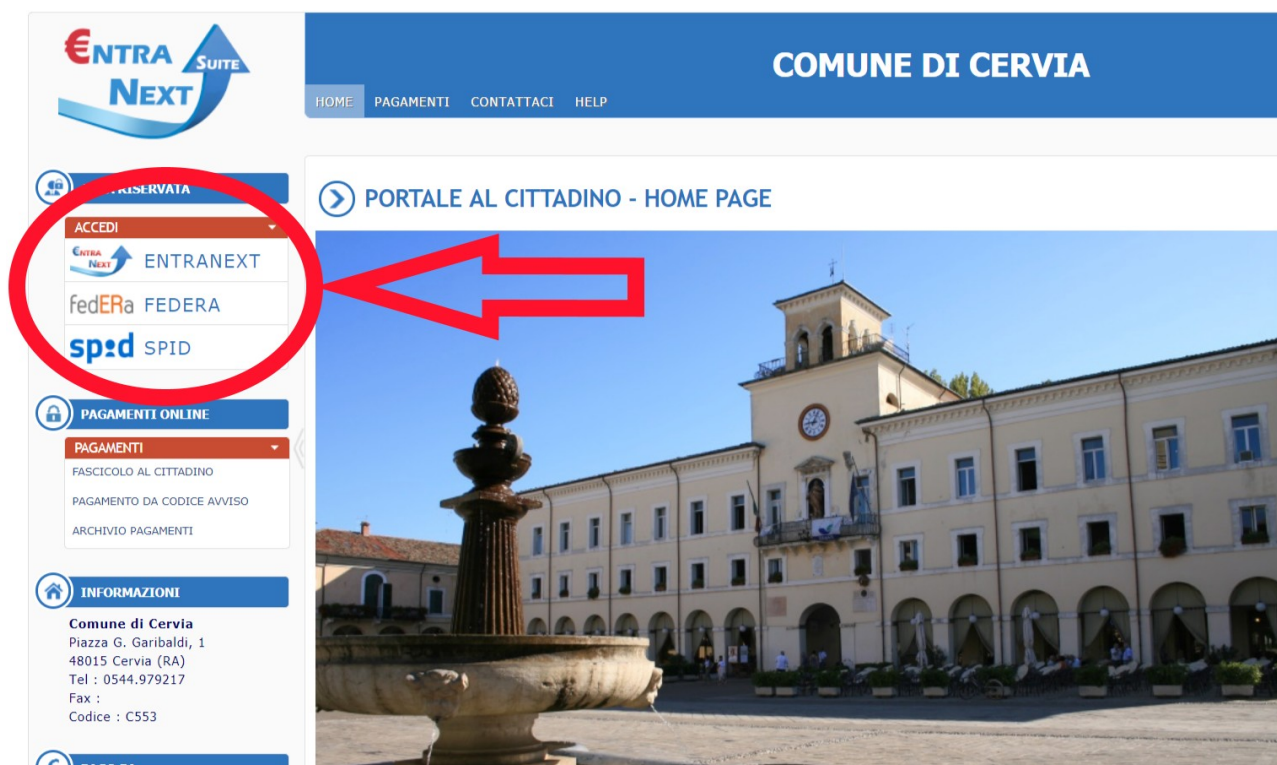 €NTRA SUITE
NEXT
COMUNE DI CERVIA
HOME PAGAMENTI CONTATTACI HELP
RISERVATA
ACCEDI
€NTRA NEXT ENTRANEXT
fedERa FEDERA
spid SPID
PAGAMENTI ONLINE
PAGAMENTI
FASCICOLO AL CITTADINO
PAGAMENTO DA CODICE AVVISO
ARCHIVIO PAGAMENTI
INFORMAZIONI
Comune di Cervia
Piazza G. Garibaldi, 1
48015 Cervia (RA)
Tel : 0544.979217
Fax :
Codice : C553
PORTALE AL CITTADINO - HOME PAGE